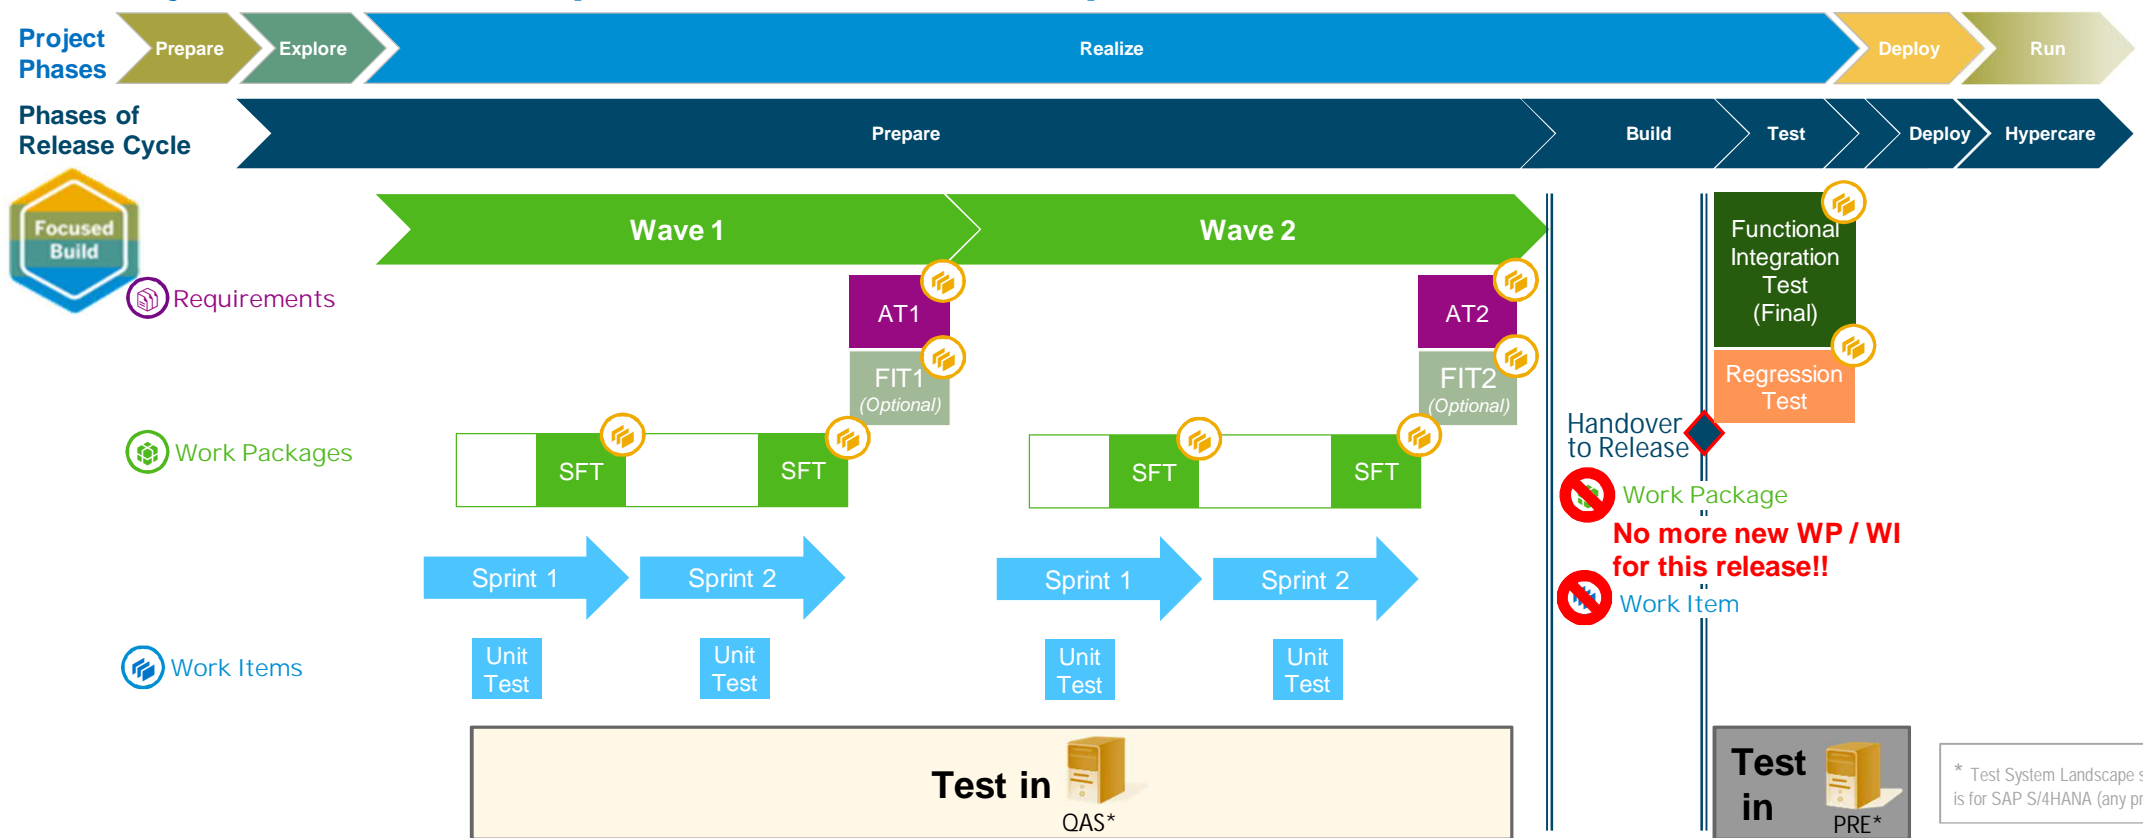 Project
Phases
Prepare
Explore
Realize
Deploy
Run
Phases of
Release Cycle
Prepare
Build
Test
Deploy
Hypercare
Focused
Build
Wave 1
Wave 2
Requirements
AT1
FIT1
(Optional)
AT2
FIT2
(Optional)
Functional
Integration
Test
(Final)
Regression
Test
Work Packages
SFT
SFT
SFT
SFT
Handover
to Release
Work Package
No more new WP / WI
for this release!!
Work Item
Sprint 1
Sprint 2
Sprint 1
Sprint 2
Work Items
Unit
Test
Unit
Test
Unit
Test
Unit
Test
Test in
QAS*
Test
in
PRE*
* Test System Landscape
is for SAP S/4HANA (any